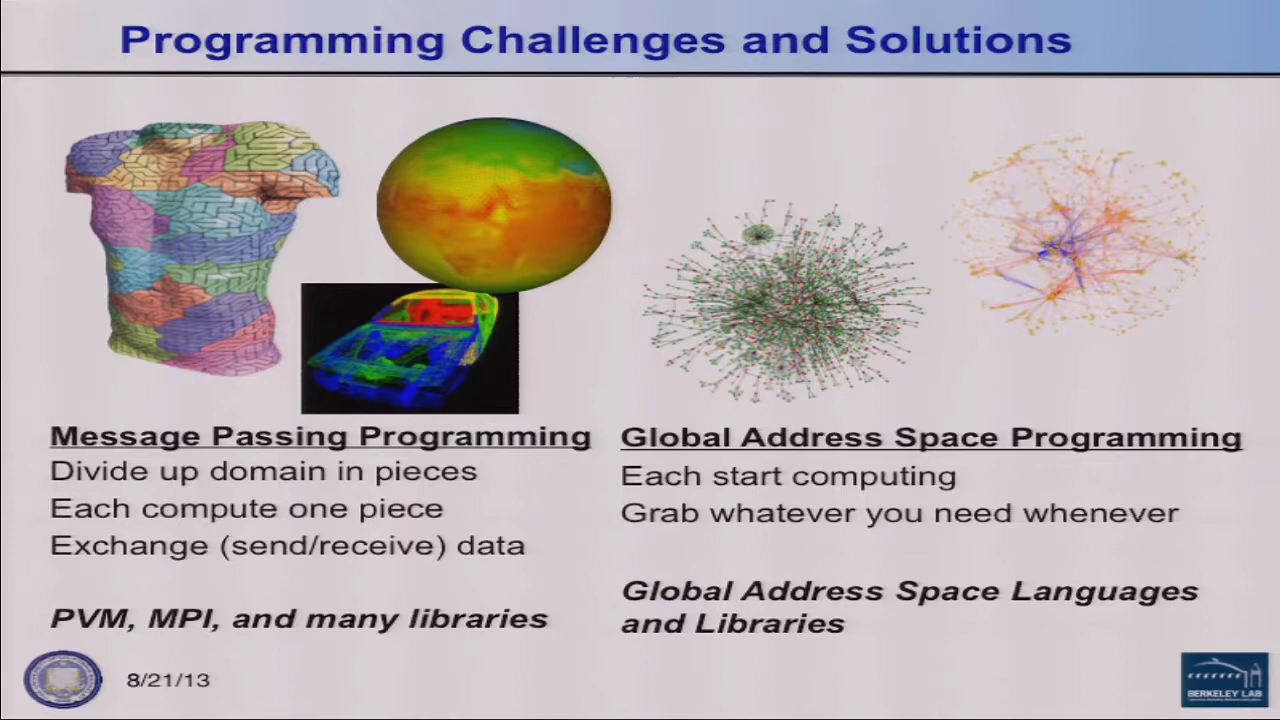 Programming Challenges and Solutions
Message Passing Programming
Divide up domain in pieces
Each compute one piece
Exchange (send/receive) data
PVM, MPI, and many libraries
Global Address Space Programming
Each start computing
Grab whatever you need whenever
Global Address Space Languages
and Libraries
8/21/13
BERKELEY LAB